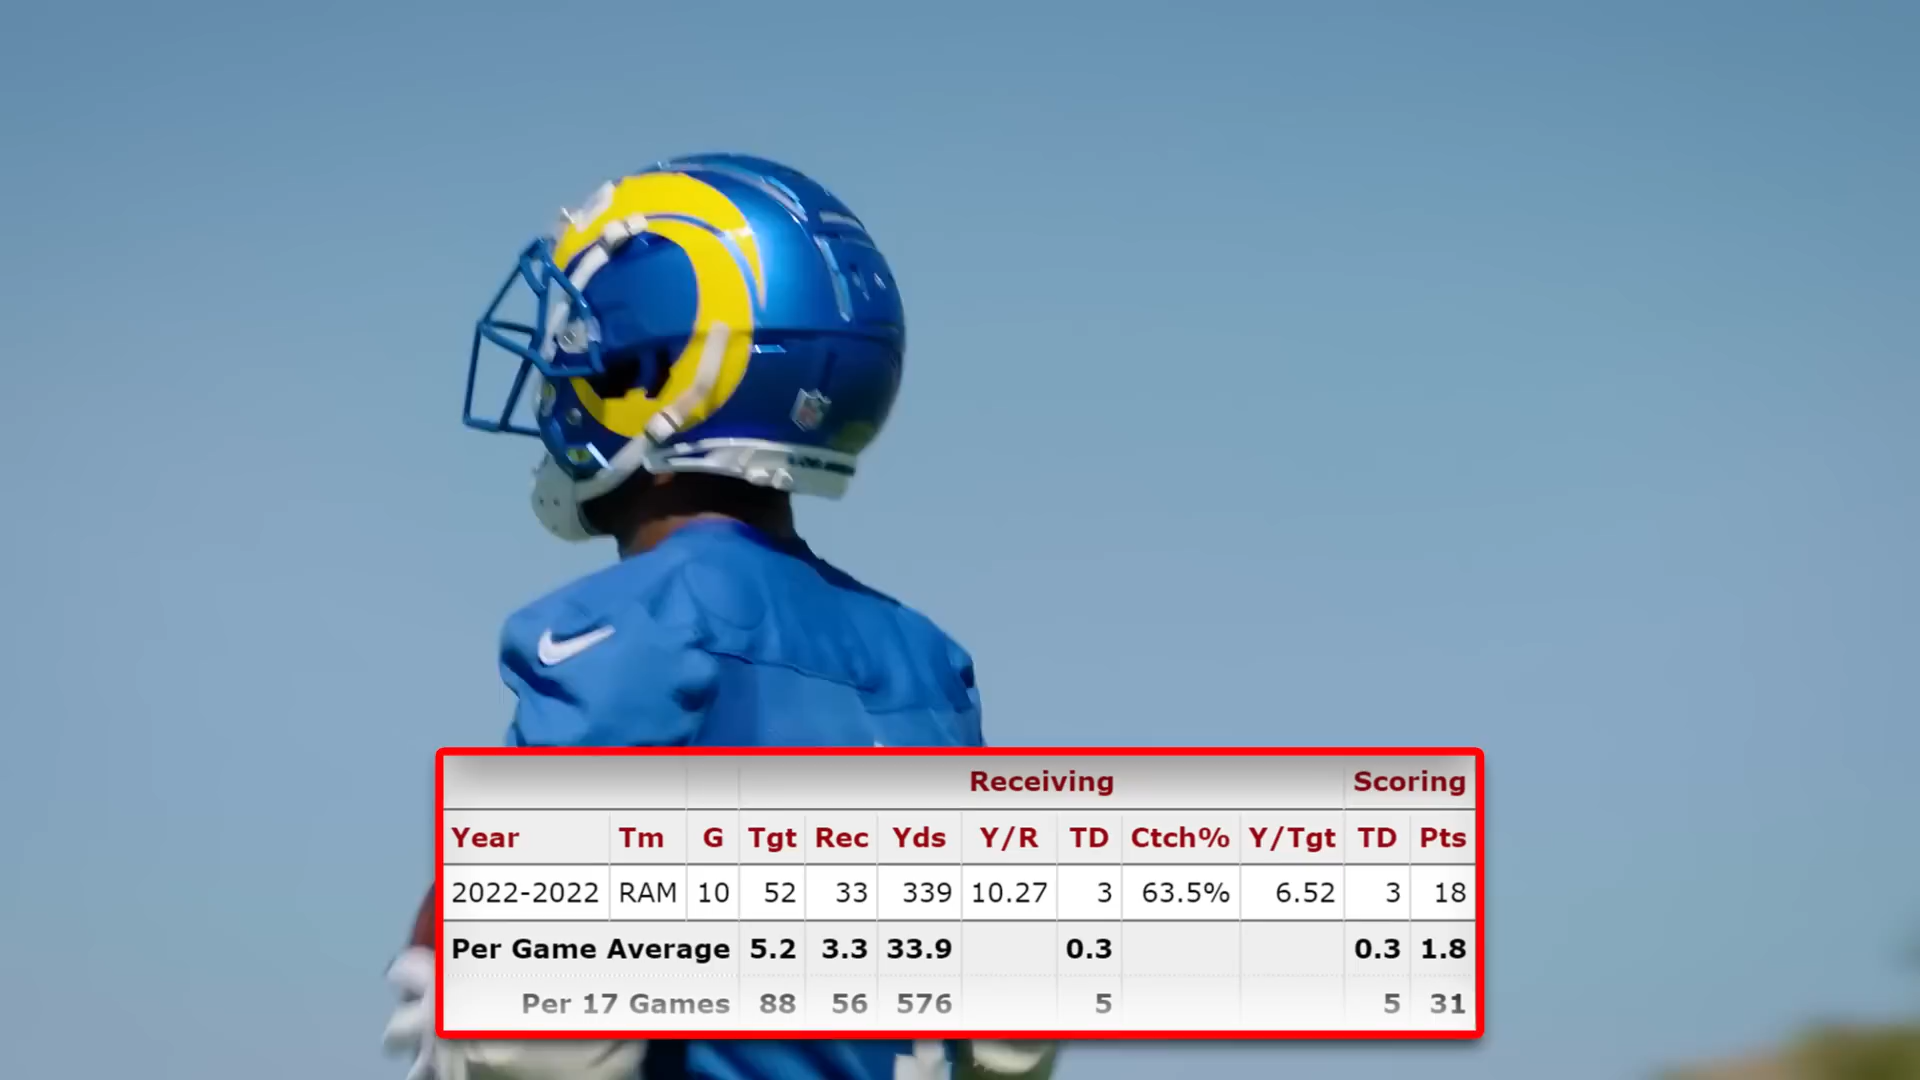 Receiving Scoring
Year Tm G Tgt Rec Yds Y/R TD Ctch% Y/Tgt TD Pts
2022-2022 RAM 10 52 33 339 10.27 3 63.5% 6.52 3 18
Per Game Average 5.2 3.3 33.9 0.3 0.3 1.8
Per 17 Games 88 56 576 5 5 31